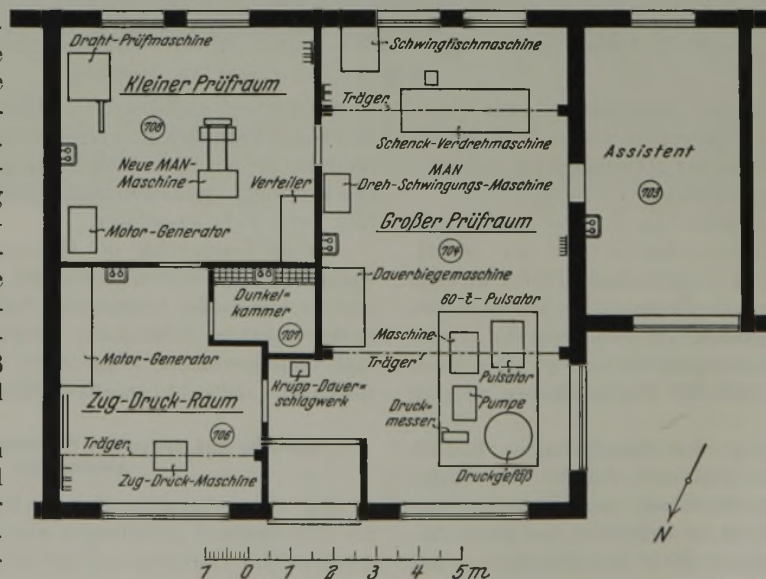 Draht-Prüfmaschine
Kleiner Prüfraum
708
Neue MAN-
Maschine
Verteiler
Motor-Generator
Schwingtischmaschine
Träger
Schenck-Verdrehmaschine
MAN
Dreh-Schwingungs-Maschine
Großer Prüfraum
704
Dauerbiegemaschine
60-t-Pulsator
Maschine
Pulsator
Träger
Pumpe
Druck-
messer
Druckgefäß
Assistent
703
Dunkel=
kammer
707
Motor-Generator
Krupp-Dauer=
schlagwerk
Zug-Druck-Raum
706
Träger
Zug-Druck-Maschine
N
1 0 1 2 3 4 5m